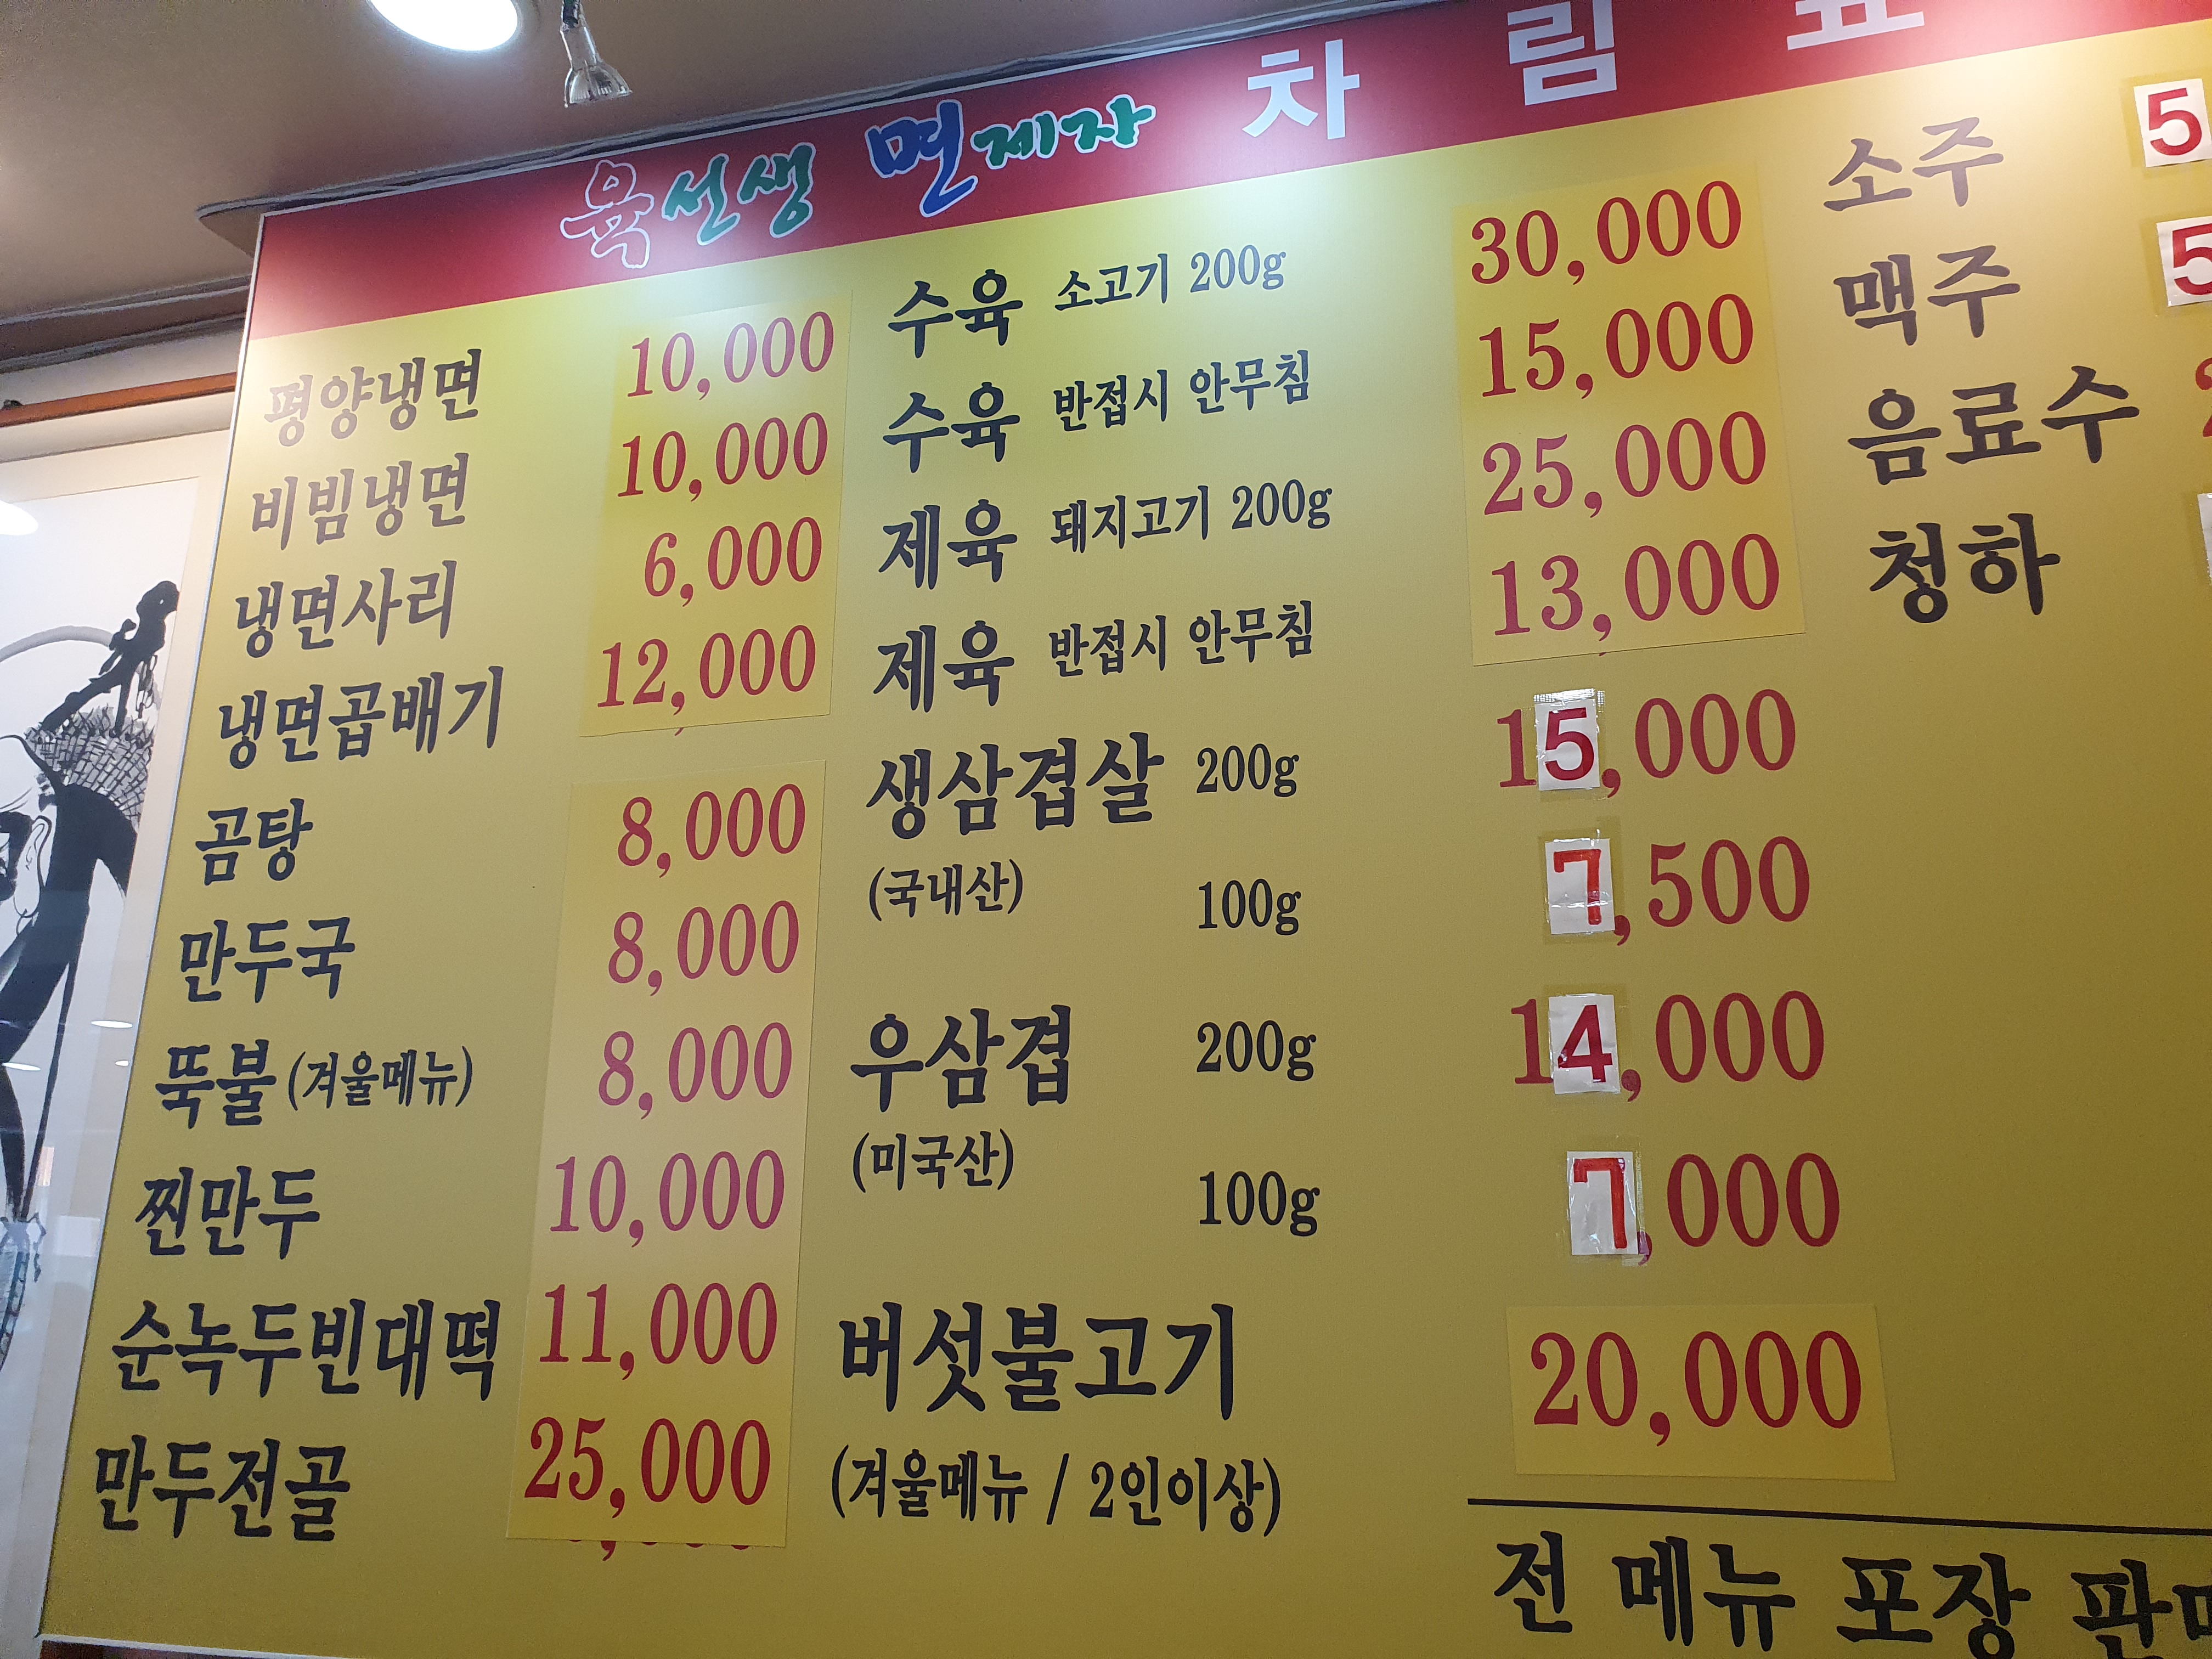 육선생 면제자 차림표
평양냉면 10,000
비빔냉면 10,000
냉면사리 6,000
냉면곱배기 12,000
곰탕 8,000
만두국 8,000
뚝불 (겨울메뉴) 8,000
찐만두 10,000
순녹두빈대떡 11,000
만두전골 25,000
수육 소고기 200g 30,000
수육 반접시 안무침 15,000
제육 돼지고기 200g 25,000
제육 반접시 안무침 13,000
생삼겹살 200g 15,000
(국내산) 100g 7,500
우삼겹 200g 14,000
(미국산) 100g 7,000
버섯불고기 20,000
(겨울메뉴 / 2인이상)
소주 5
맥주 5
음료수
청하
전 메뉴 포장